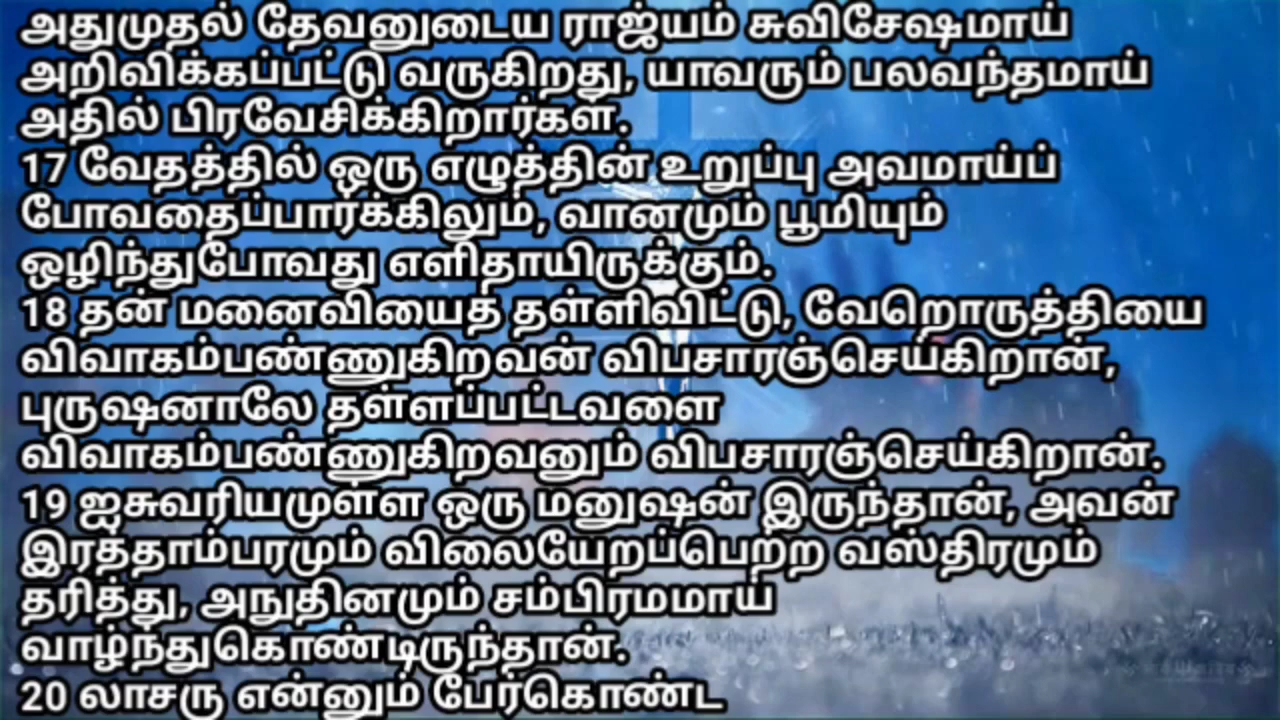 அதுமுதல் தேவனுடைய ராஜ்யம் சுவிசேஷமாய்
அறிவிக்கப்பட்டு வருகிறது, யாவரும் பலவந்தமாய்
அதில் பிரவேசிக்கிறார்கள்.
17 வேதத்தில் ஒரு எழுத்தின் உறுப்பு அவமாய்ப்
போவதைப்பார்க்கிலும், வானமும் பூமியும்
ஒழிந்துபோவது எளிதாயிருக்கும்.
18 தன் மனைவியைத் தள்ளிவிட்டு, வேறொருத்தியை
விவாகம்பண்ணுகிறவன் விபசாரஞ்செய்கிறான்,
புருஷனாலே தள்ளப்பட்டவளை
விவாகம்பண்ணுகிறவனும் விபசாரஞ்செய்கிறான்.
19 ஐசுவரியமுள்ள ஒரு மனுஷன் இருந்தான், அவன்
இரத்தாம்பரமும் விலையேறப்பெற்ற வஸ்திரமும்
தரித்து, அநுதினமும் சம்பிரமமாய்
வாழ்ந்துகொண்டிருந்தான்.
20 லாசரு என்னும் பேர்கொண்ட